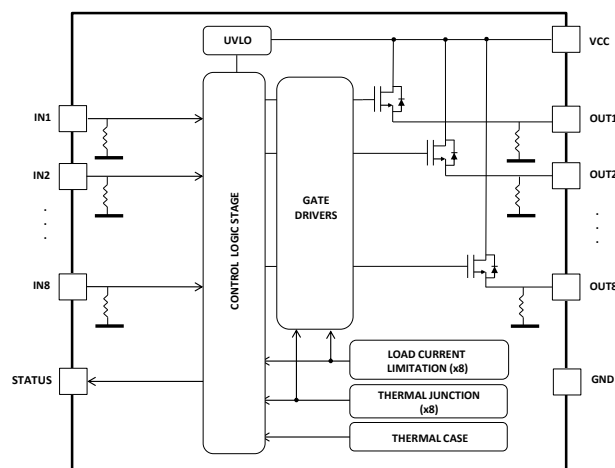 UVLO
VCC
IN1
OUT1
IN2
OUT2
. . .
. . .
CONTROL LOGIC STAGE
GATE
DRIVERS
IN8
OUT8
LOAD CURRENT
LIMITATION (x8)
STATUS
GND
THERMAL JUNCTION
(x8)
THERMAL CASE